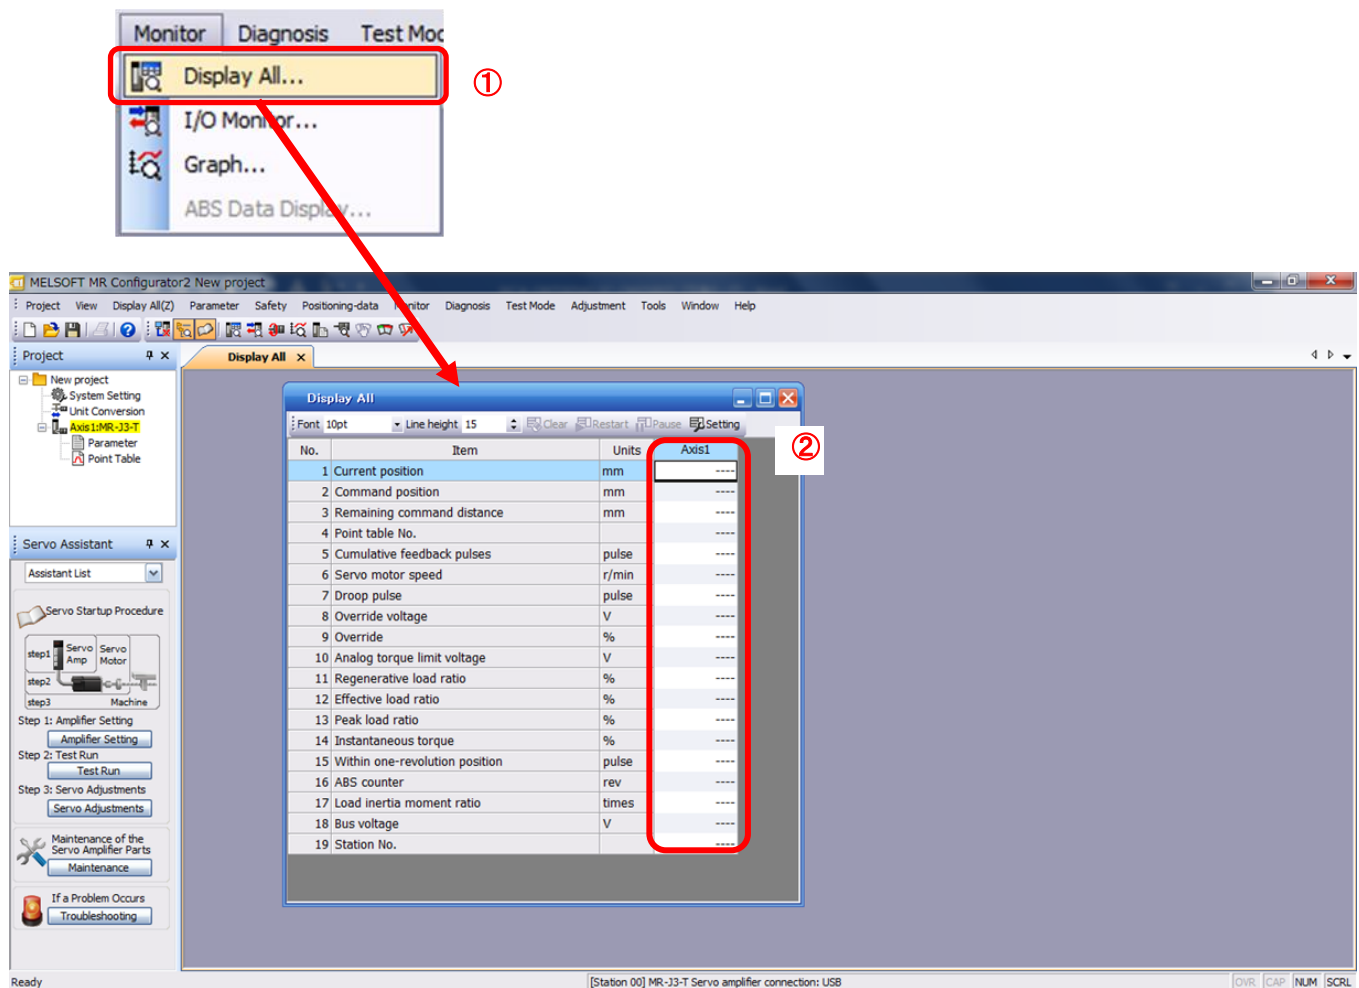 Monitor Diagnosis Test Mod
Display All...
①
I/O Monitor...
Graph...
ABS Data Display...
MELSOFT MR Configurator2 New project
Project View Display All(Z) Parameter Safety Positioning-data Monitor Diagnosis Test Mode Adjustment Tools Window Help
Project
Display All
New project
System Setting
Unit Conversion
Axis1:MR-J3-T
Parameter
Point Table
Servo Assistant
Assistant List
Servo Startup Procedure
step1 Servo Amp Servo Motor
step2
step3 Machine
Step 1: Amplifier Setting
Amplifier Setting
Step 2: Test Run
Test Run
Step 3: Servo Adjustments
Servo Adjustments
Maintenance of the
Servo Amplifier Parts
Maintenance
If a Problem Occurs
Troubleshooting
Display All
Font 10pt Line height 15 Clear Restart Pause Setting
②
No. Item Units Axis1
1 Current position mm ----
2 Command position mm ----
3 Remaining command distance mm ----
4 Point table No. ----
5 Cumulative feedback pulses pulse ----
6 Servo motor speed r/min ----
7 Droop pulse pulse ----
8 Override voltage V ----
9 Override % ----
10 Analog torque limit voltage V ----
11 Regenerative load ratio % ----
12 Effective load ratio % ----
13 Peak load ratio % ----
14 Instantaneous torque % ----
15 Within one-revolution position pulse ----
16 ABS counter rev ----
17 Load inertia moment ratio times ----
18 Bus voltage V ----
19 Station No. ----
Ready [Station 00] MR-J3-T Servo amplifier connection: USB OVR CAP NUM SCRL